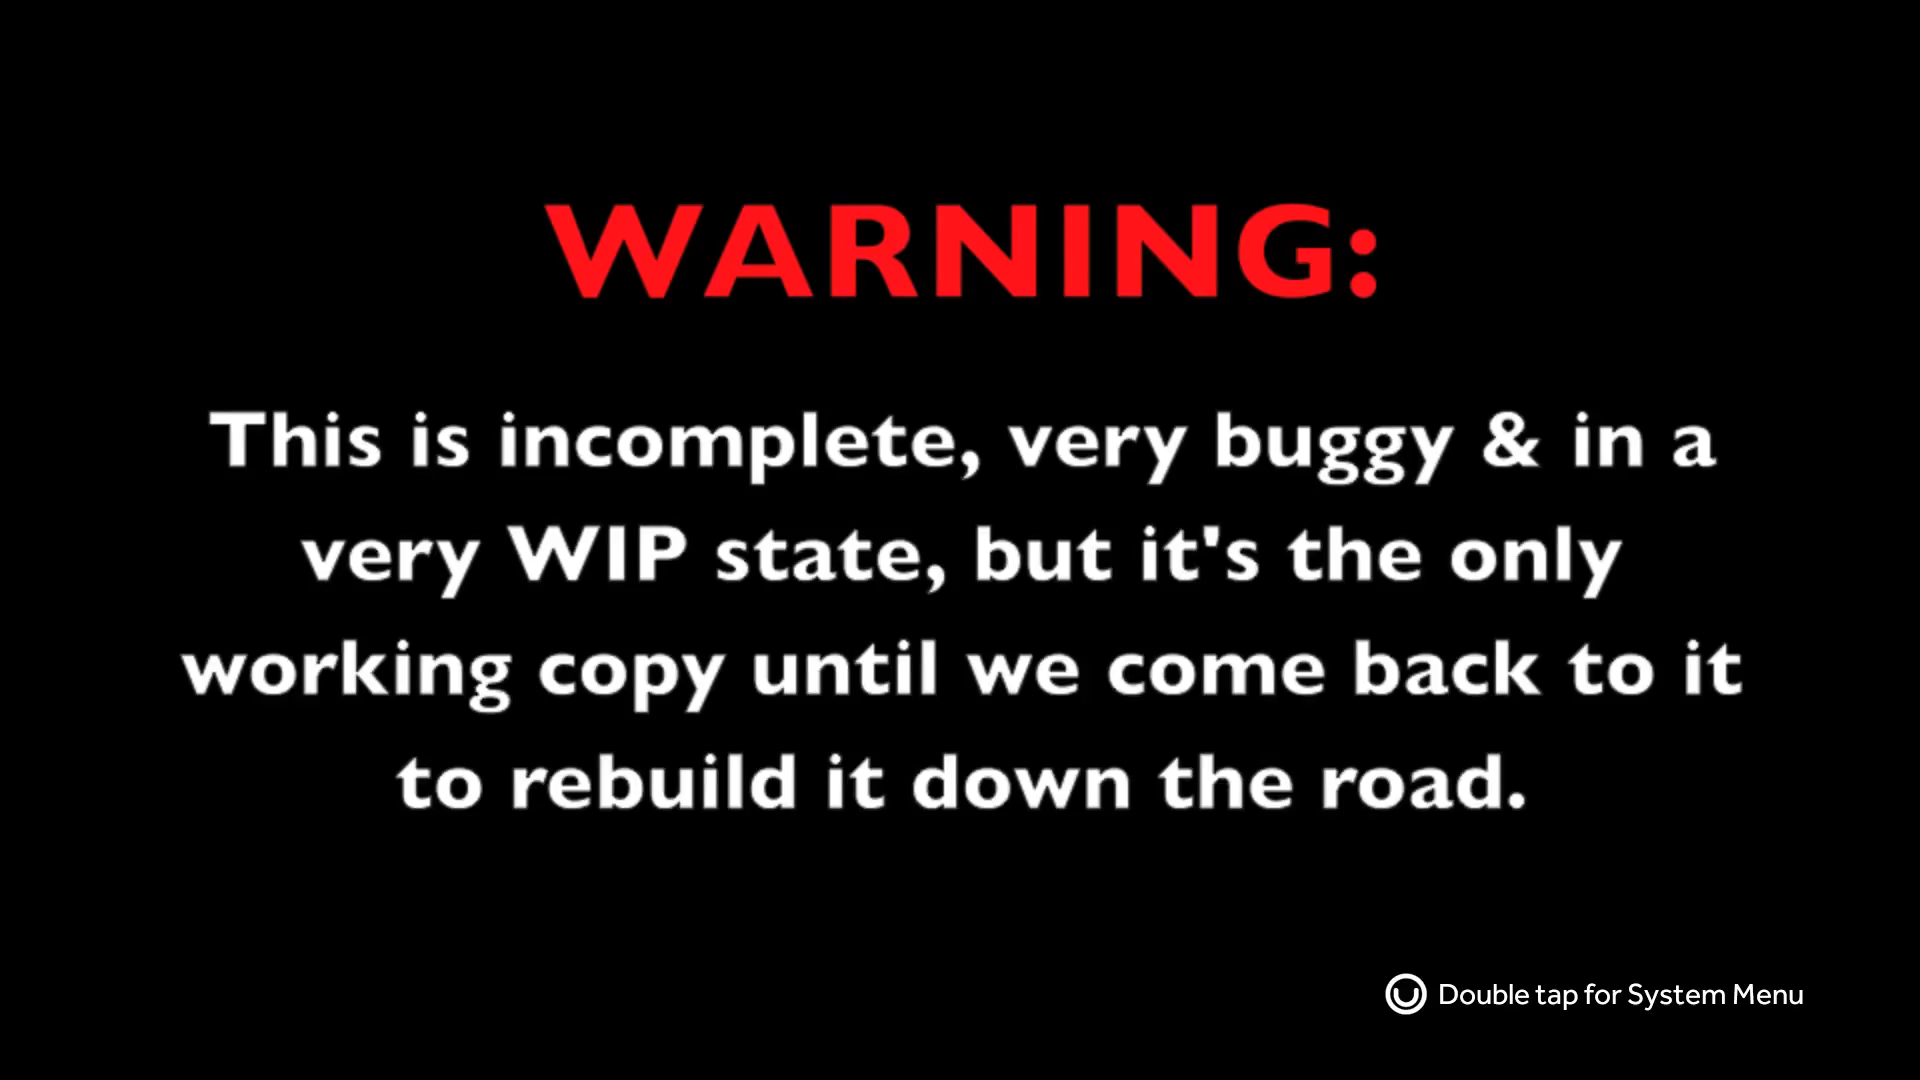 WARNING:
This is incomplete, very buggy & in a
very WIP state, but it's the only
working copy until we come back to it
to rebuild it down the road.
Double tap for System Menu